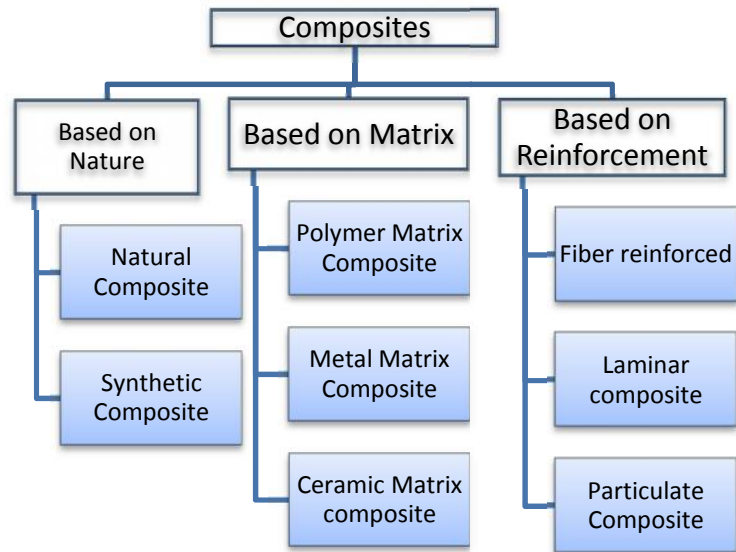 Composites
Based on
Nature
Natural
Composite
Synthetic
Composite
Based on Matrix
Polymer Matrix
Composite
Metal Matrix
Composite
Ceramic Matrix
composite
Based on
Reinforcement
Fiber reinforced
Laminar
composite
Particulate
Composite